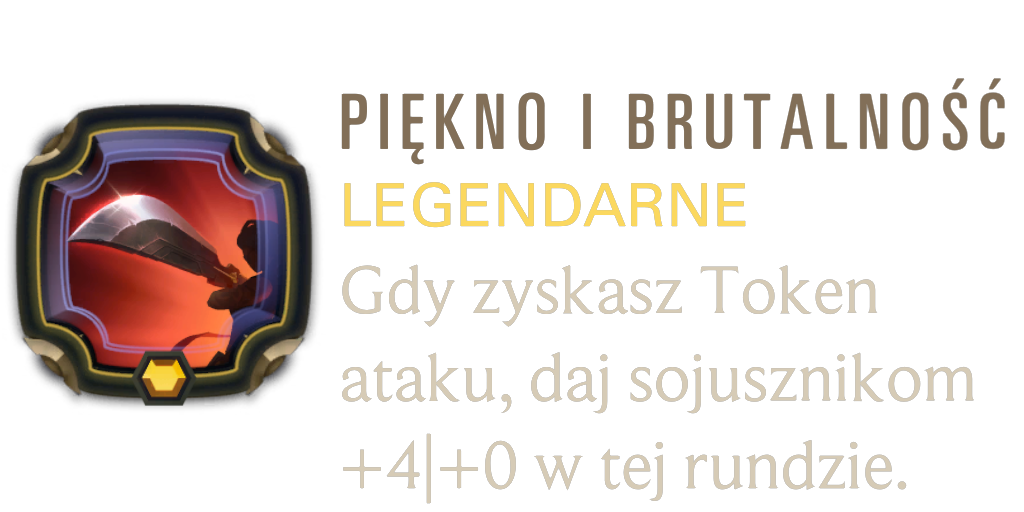 PIĘKNO I BRUTALNOŚĆ
LEGENDARNE
Gdy zyskasz Token
ataku, daj sojusznikom
+4|+0 w tej rundzie.